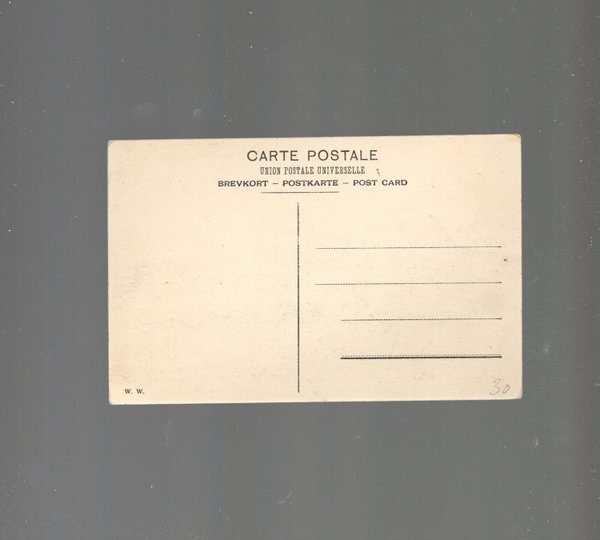 CARTE POSTALE
UNION POSTALE UNIVERSELLE
BREVKORT – POSTKARTE – POST CARD
W. W.
30